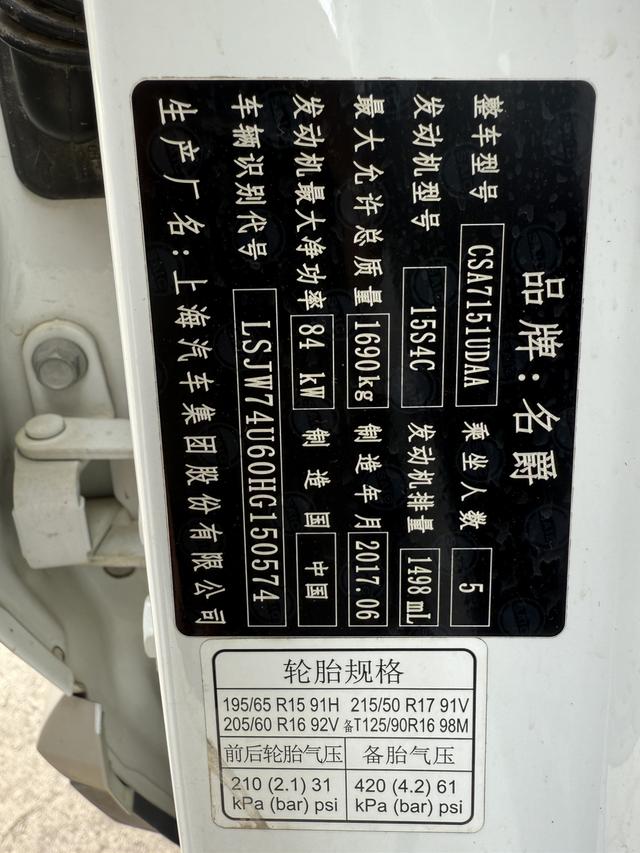 品牌:名爵
整车型号 CSA7151UDAA 乘坐人数 5
发动机型号 15S4C 发动机排量 1498mL
最大允许总质量 1690kg 制造年月 2017.06
发动机最大净功率 84 kW 制造国 中国
车辆识别代号 LSJW74U60HG150574
生产厂名:上海汽车集团股份有限公司
轮胎规格
195/65 R15 91H 215/50 R17 91V
205/60 R16 92V 备T125/90R16 98M
前后轮胎气压 备胎气压
210 (2.1) 31 420 (4.2) 61
kPa (bar) psi kPa (bar) psi